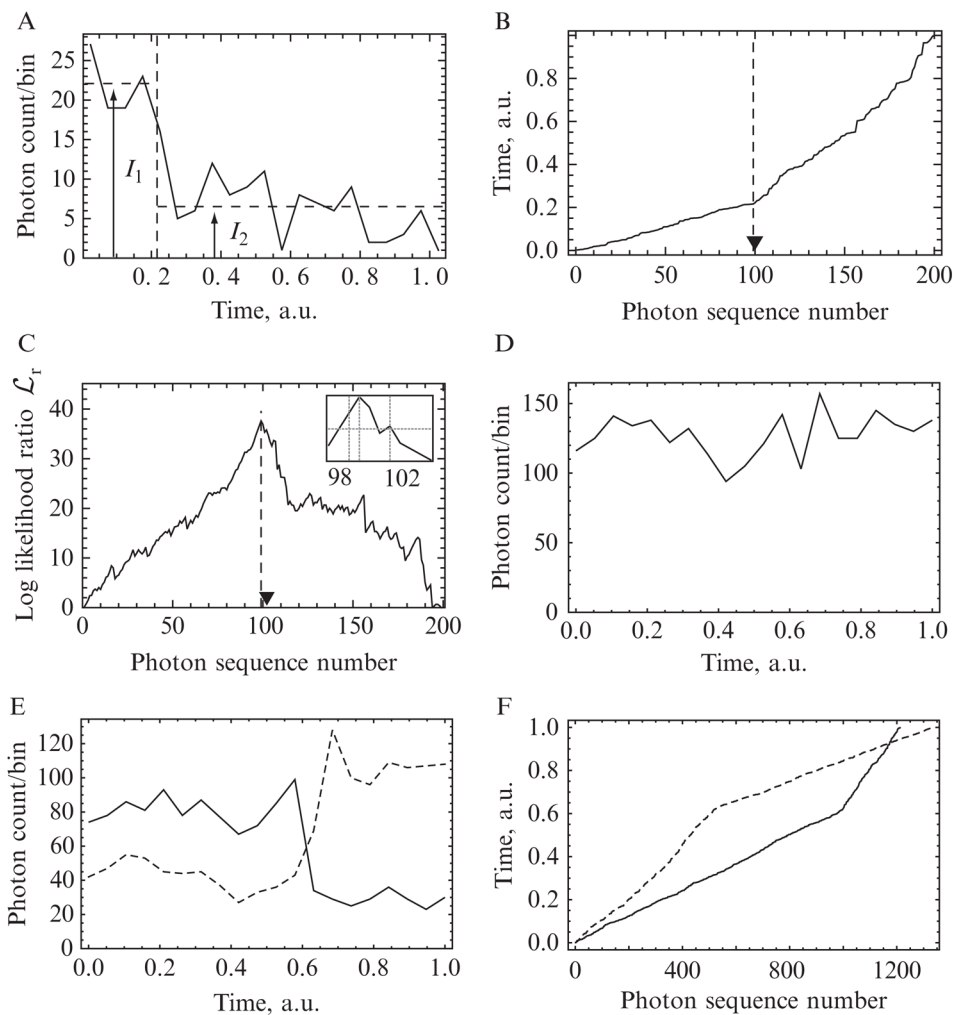 A
Photon count/bin
25
20
15
10
5
0
I1
I2
0.2 0.4 0.6 0.8 1.0
Time, a.u.
B
Time, a.u.
0.8
0.6
0.4
0.2
0.0
0 50 100 150 200
Photon sequence number
C
Log likelihood ratio ℒr
40
30
20
10
0
98 102
0 50 100 150 200
Photon sequence number
D
Photon count/bin
150
100
50
0
0.0 0.2 0.4 0.6 0.8 1.0
Time, a.u.
E
Photon count/bin
120
100
80
60
40
20
0
0.0 0.2 0.4 0.6 0.8 1.0
Time, a.u.
F
Time, a.u.
1.0
0.8
0.6
0.4
0.2
0.0
0 400 800 1200
Photon sequence number